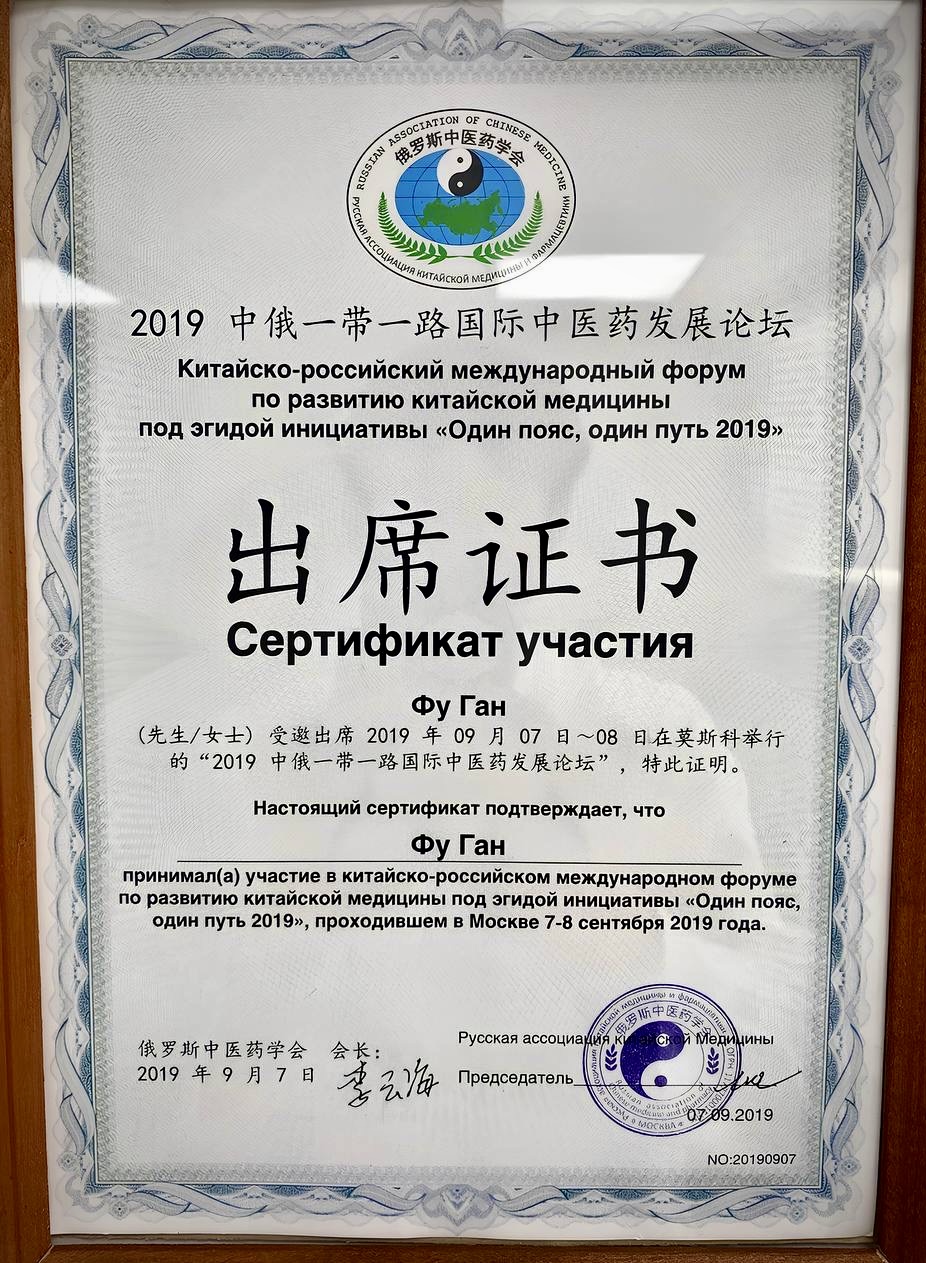 RUSSIAN ASSOCIATION OF CHINESE MEDICINE
俄罗斯中医药学会
РУССКАЯ АССОЦИАЦИЯ КИТАЙСКОЙ МЕДИЦИНЫ И ФАРМАЦЕВТИКИ
2019 中俄一带一路国际中医药发展论坛
Китайско-российский международный форум
по развитию китайской медицины
под эгидой инициативы «Один пояс, один путь 2019»
出席证书
Сертификат участия
Фу Ган
(先生/女士) 受邀出席 2019 年 09 月 07 日~08 日在莫斯科举行
的“2019 中俄一带一路国际中医药发展论坛”, 特此证明。
Настоящий сертификат подтверждает, что
Фу Ган
принимал(а) участие в китайско-российском международном форуме
по развитию китайской медицины под эгидой инициативы «Один пояс,
один путь 2019», проходившем в Москве 7-8 сентября 2019 года.
俄罗斯中医药学会 会长:
2019 年 9 月 7 日 李云海
Русская ассоциация китайской Медицины
Председатель
俄罗斯中医药学会
Russian association of
Chinese medicine and
МОСКВА
07.09.2019
NO:20190907